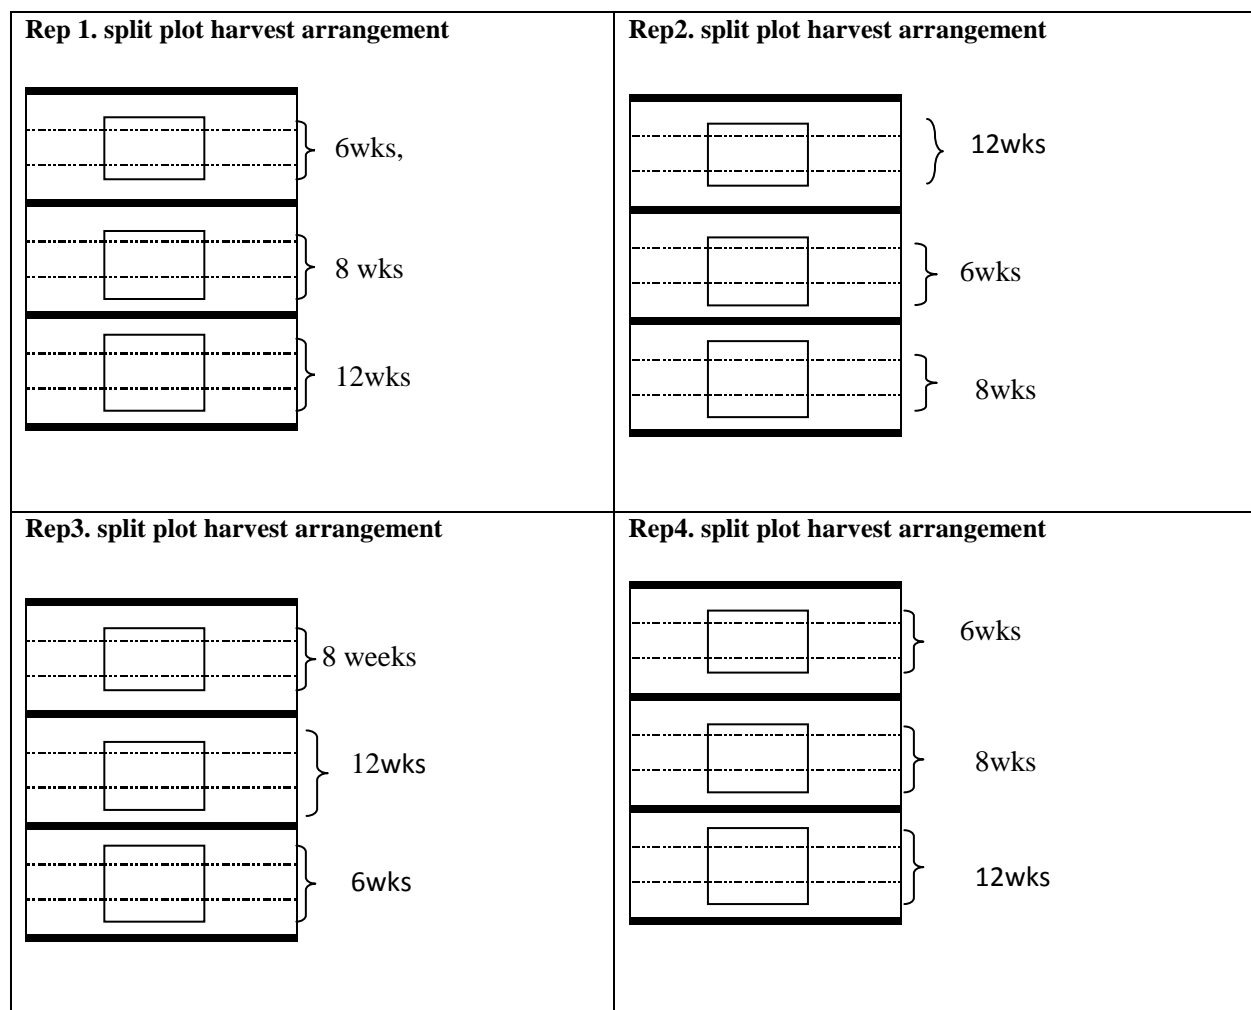 Rep 1. split plot harvest arrangement
6wks,
8 wks
12wks
Rep2. split plot harvest arrangement
12wks
6wks
8wks
Rep3. split plot harvest arrangement
8 weeks
12wks
6wks
Rep4. split plot harvest arrangement
6wks
8wks
12wks